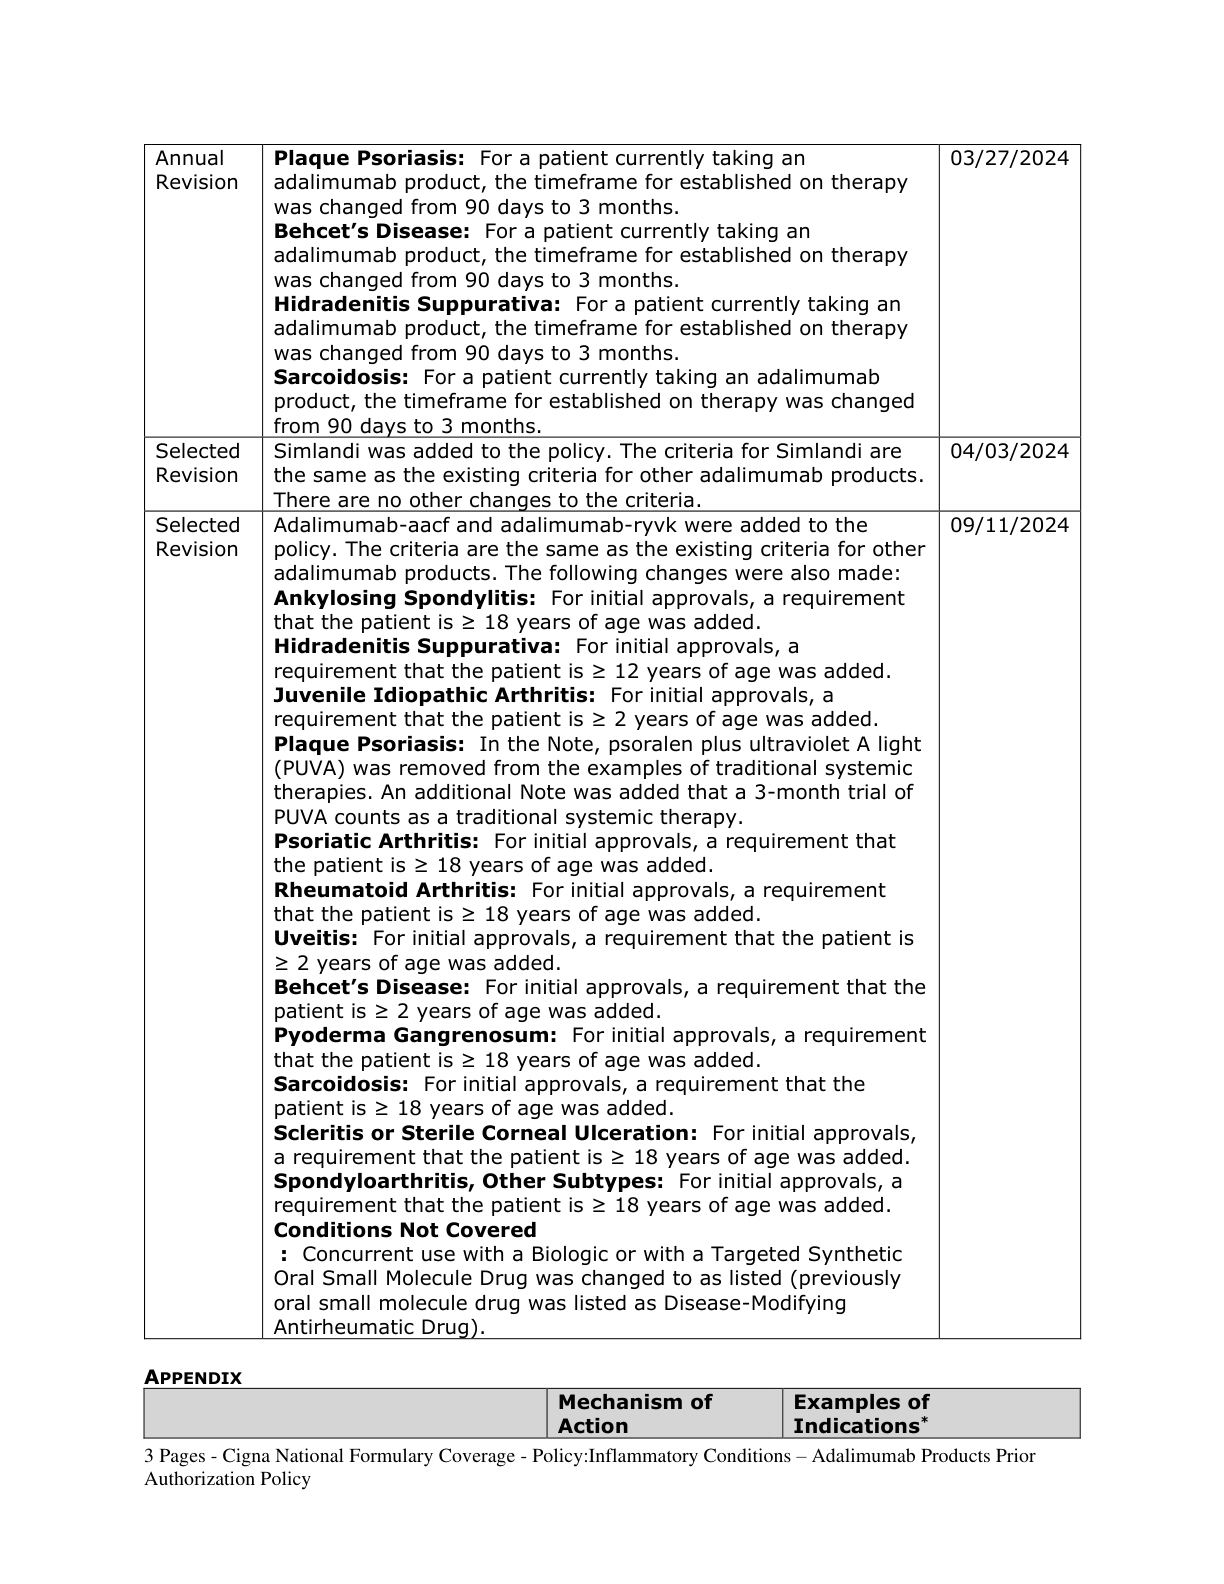 Annual
Revision
Plaque Psoriasis:  For a patient currently taking an
adalimumab product, the timeframe for established on therapy
was changed from 90 days to 3 months.
Behcet’s Disease:  For a patient currently taking an
adalimumab product, the timeframe for established on therapy
was changed from 90 days to 3 months.
Hidradenitis Suppurativa:  For a patient currently taking an
adalimumab product, the timeframe for established on therapy
was changed from 90 days to 3 months.
Sarcoidosis:  For a patient currently taking an adalimumab
product, the timeframe for established on therapy was changed
from 90 days to 3 months.
03/27/2024
Selected
Revision
Simlandi was added to the policy. The criteria for Simlandi are
the same as the existing criteria for other adalimumab products.
There are no other changes to the criteria.
04/03/2024
Selected
Revision
Adalimumab-aacf and adalimumab-ryvk were added to the
policy. The criteria are the same as the existing criteria for other
adalimumab products. The following changes were also made:
Ankylosing Spondylitis:  For initial approvals, a requirement
that the patient is ≥ 18 years of age was added.
Hidradenitis Suppurativa:  For initial approvals, a
requirement that the patient is ≥ 12 years of age was added.
Juvenile Idiopathic Arthritis:  For initial approvals, a
requirement that the patient is ≥ 2 years of age was added.
Plaque Psoriasis:  In the Note, psoralen plus ultraviolet A light
(PUVA) was removed from the examples of traditional systemic
therapies. An additional Note was added that a 3-month trial of
PUVA counts as a traditional systemic therapy.
Psoriatic Arthritis:  For initial approvals, a requirement that
the patient is ≥ 18 years of age was added.
Rheumatoid Arthritis:  For initial approvals, a requirement
that the patient is ≥ 18 years of age was added.
Uveitis:  For initial approvals, a requirement that the patient is
≥ 2 years of age was added.
Behcet’s Disease:  For initial approvals, a requirement that the
patient is ≥ 2 years of age was added.
Pyoderma Gangrenosum:  For initial approvals, a requirement
that the patient is ≥ 18 years of age was added.
Sarcoidosis:  For initial approvals, a requirement that the
patient is ≥ 18 years of age was added.
Scleritis or Sterile Corneal Ulceration:  For initial approvals,
a requirement that the patient is ≥ 18 years of age was added.
Spondyloarthritis, Other Subtypes:  For initial approvals, a
requirement that the patient is ≥ 18 years of age was added.
Conditions Not Covered
:  Concurrent use with a Biologic or with a Targeted Synthetic
Oral Small Molecule Drug was changed to as listed (previously
oral small molecule drug was listed as Disease-Modifying
Antirheumatic Drug).
09/11/2024
APPENDIX
Mechanism of
Action
Examples of
Indications*
3 Pages - Cigna National Formulary Coverage - Policy:Inflammatory Conditions – Adalimumab Products Prior
Authorization Policy